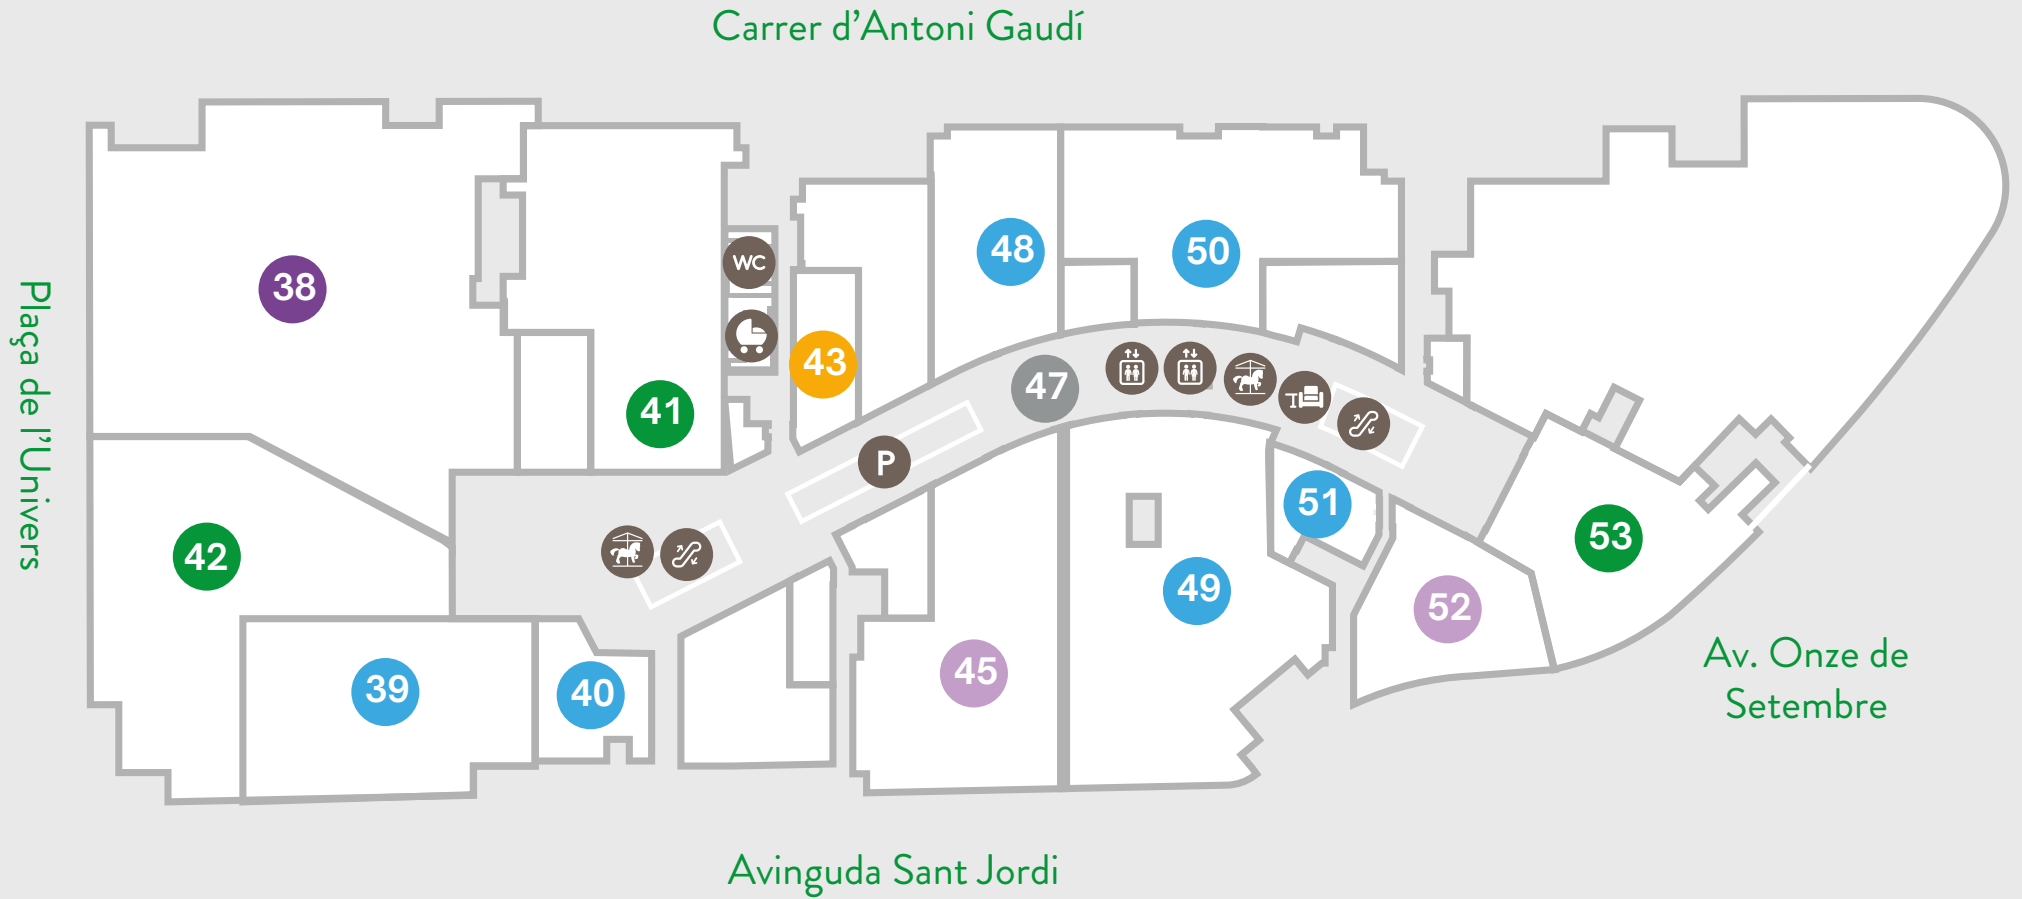 Carrer d'Antoni Gaudí
48
50
WC
38
43
47
41
P
Plaça de l'Univers
51
53
42
49
52
45
39
40
Av. Onze de
Setembre
Avinguda Sant Jordi